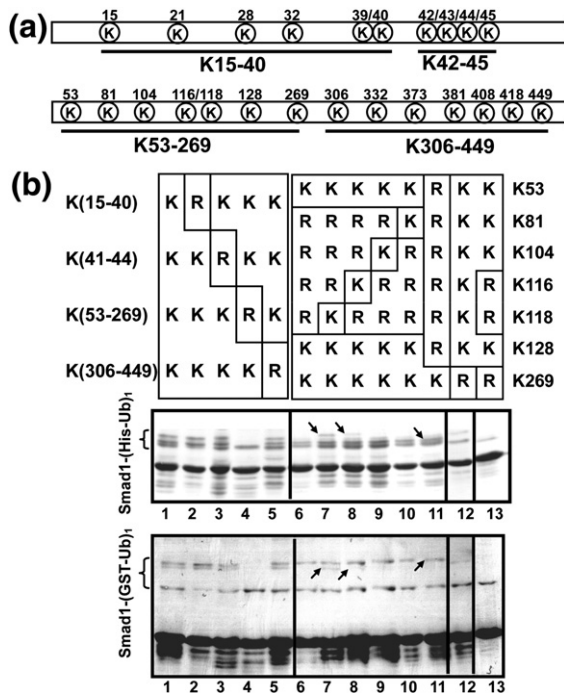 (a)
15 21 28 32 39/40 42/43/44/45
K K K K K K K K K K
K15-40 K42-45
53 81 104 116/118 128 269 306 332 373 381 408 418 449
K K K K K K K K K K K K K K
K53-269 K306-449
(b)
K(15-40) K R K K K
K(41-44) K K R K K
K(53-269) K K K R K
K(306-449) K K K K R
K K K K K R K K K53
R R R R K R K K K81
R R R K R R K K K104
R R K R R R K R K116
R K R R R R K R K118
K K K K K R K K K128
K K K K K K R R K269
Smad1-(His-Ub)1
1 2 3 4 5 6 7 8 9 10 11 12 13
Smad1-(GST-Ub)1
1 2 3 4 5 6 7 8 9 10 11 12 13